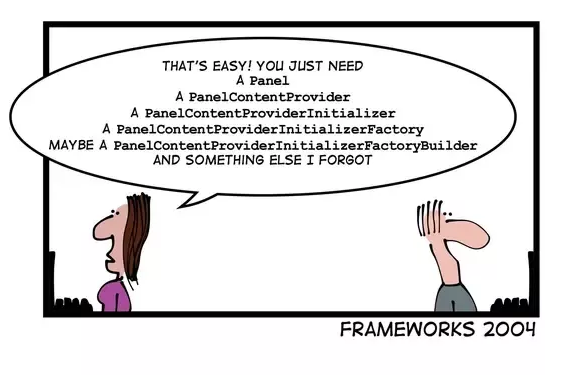 THAT'S EASY! YOU JUST NEED
A Panel
A PanelContentProvider
A PanelContentProviderInitializer
A PanelContentProviderInitializerFactory
MAYBE A PanelContentProviderInitializerFactoryBuilder
AND SOMETHING ELSE I FORGOT
FRAMEWORKS 2004